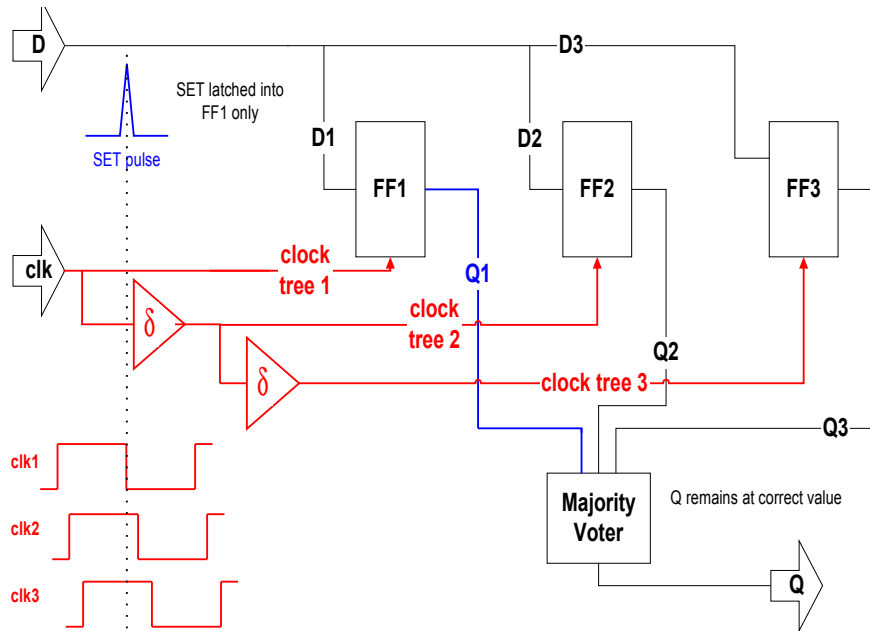 D
D3
SET latched into
FF1 only
D1
D2
SET pulse
FF1
FF2
FF3
clk
clock
tree 1
Q1
δ
clock
tree 2
Q2
δ
clock tree 3
Q3
clk1
clk2
clk3
Majority
Voter
Q remains at correct value
Q